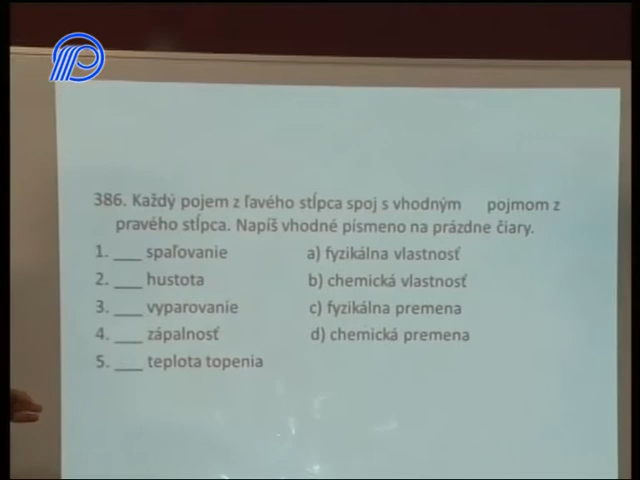 386. Každý pojem z ľavého stĺpca spoj s vhodným pojmom z
pravého stĺpca. Napíš vhodné písmeno na prázdne čiary.
1. ___ spaľovanie a) fyzikálna vlastnosť
2. ___ hustota b) chemická vlastnosť
3. ___ vyparovanie c) fyzikálna premena
4. ___ zápalnosť d) chemická premena
5. ___ teplota topenia